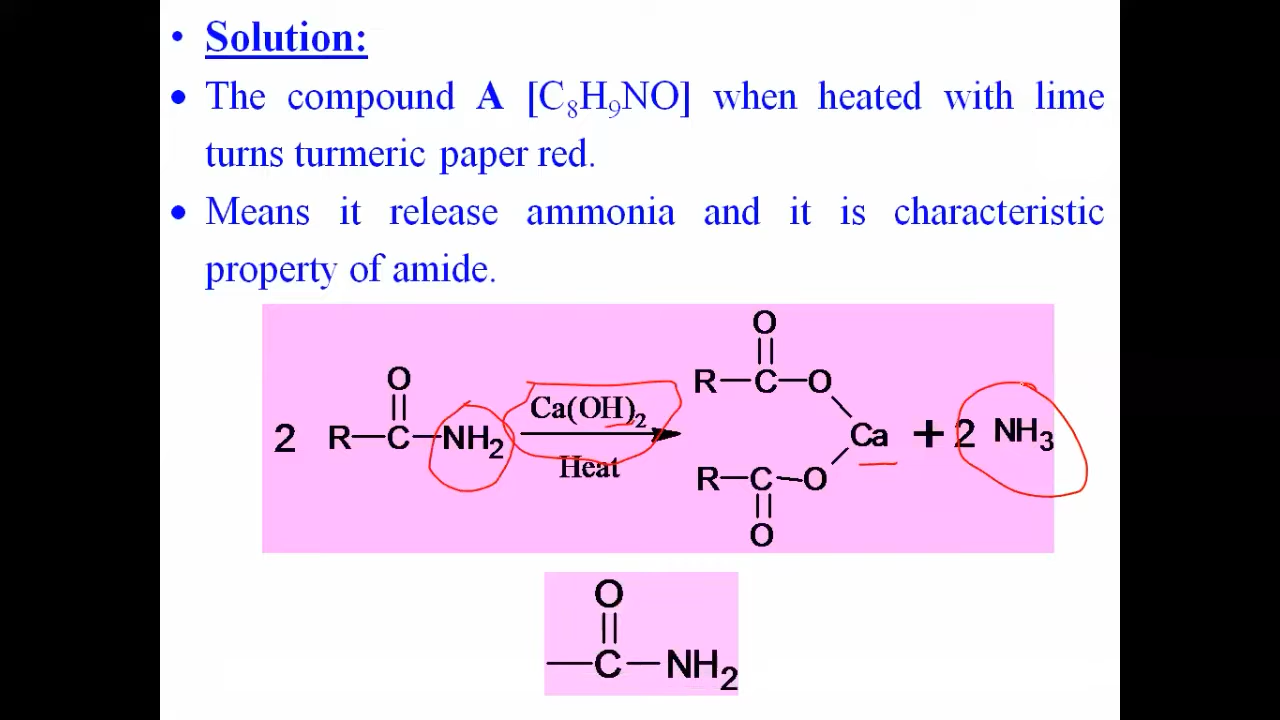 • Solution:
• The compound A [C₈H₉NO] when heated with lime
turns turmeric paper red.
• Means it release ammonia and it is characteristic
property of amide.
O
O
R—C—O
Ca(OH)₂
2 R—C—NH₂ Ca + 2 NH₃
Heat
R—C—O
O
O
—C—NH₂